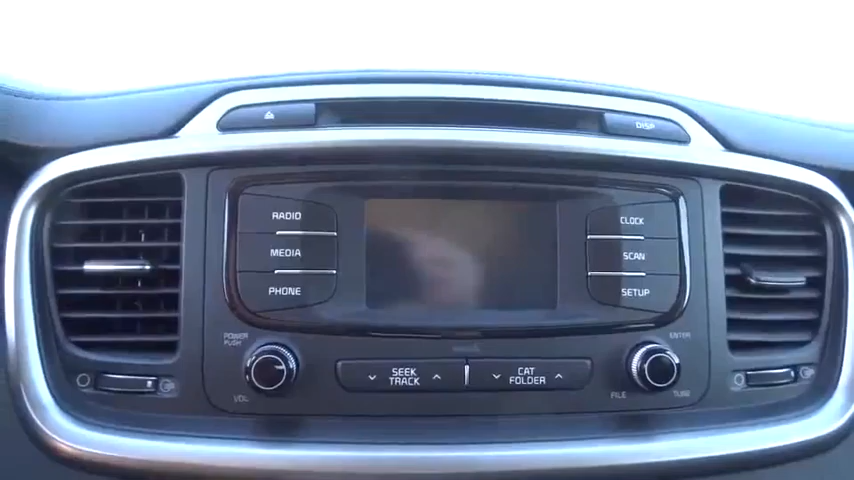 DISP
RADIO
MEDIA
PHONE
CLOCK
SCAN
SETUP
POWER
PUSH
VOL
SEEK
TRACK
CAT
FOLDER
ENTER
FILE
TUNE